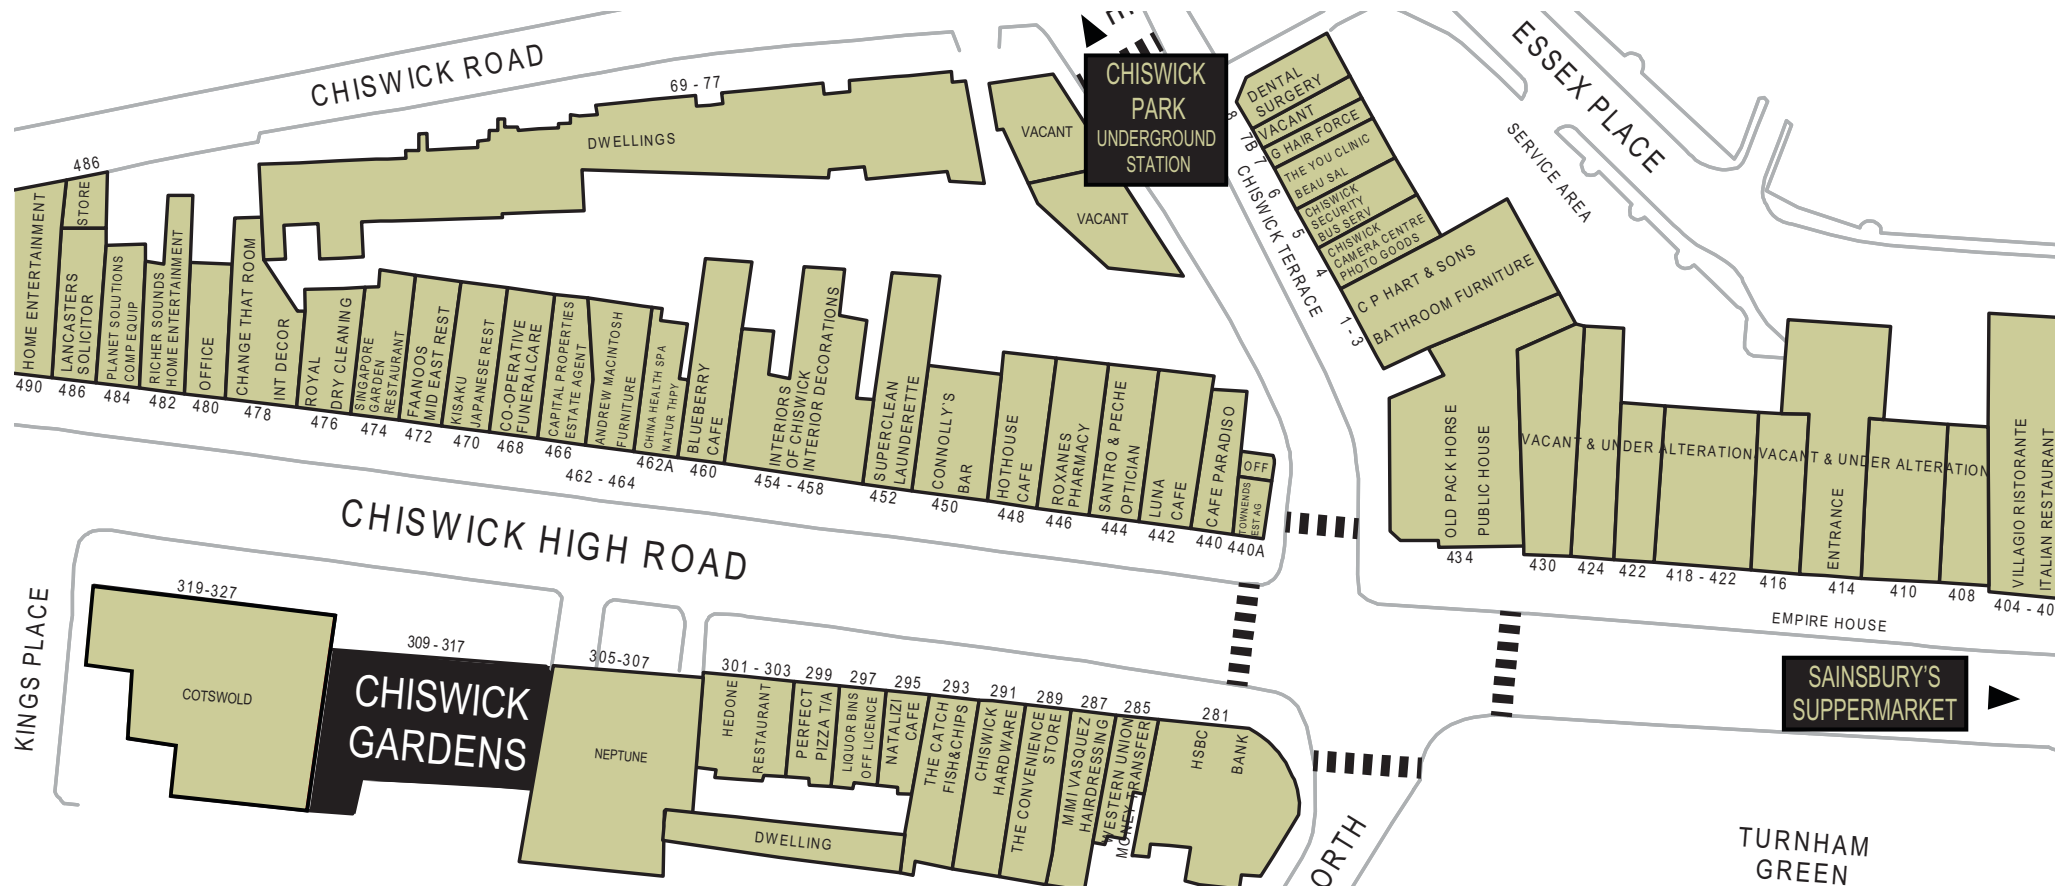 CHISWICK ROAD
69 - 77
DWELLINGS
VACANT
VACANT
CHISWICK
PARK
UNDERGROUND
STATION
DENTAL
SURGERY
VACANT
G HAIR FORCE
THE YOU CLINIC
BEAU SAL
CHISWICK
SECURITY
BUS SERV
CHISWICK
CAMERA CENTRE
PHOTO GOODS
C P HART & SONS
BATHROOM FURNITURE
8
7B
7
6
5
4
1 - 3
CHISWICK TERRACE
ESSEX PLACE
SERVICE AREA
486
STORE
HOME ENTERTAINMENT
490
LANCASTERS
SOLICITOR
486
PLANET SOLUTIONS
COMP EQUIP
484
RICHER SOUNDS
HOME ENTERTAINMENT
482
OFFICE
480
CHANGE THAT ROOM
INT DECOR
478
ROYAL
DRY CLEANING
476
SINGAPORE
GARDEN
RESTAURANT
474
FAANOOS
MID EAST REST
472
KISAKU
JAPANESE REST
470
CO-OPERATIVE
FUNERALCARE
468
CAPITAL PROPERTIES
ESTATE AGENT
466
ANDREW MACINTOSH
FURNITURE
462 - 464
CHINA HEALTH SPA
NATUR THPY
462A
BLUEBERRY
CAFE
460
INTERIORS
OF CHISWICK
INTERIOR DECORATIONS
454 - 458
SUPERCLEAN
LAUNDERETTE
452
CONNOLLY'S
BAR
450
HOTHOUSE
CAFE
448
ROXANES
PHARMACY
446
SANTRO & PECHE
OPTICIAN
444
LUNA
CAFE
442
CAFE PARADISO
440
OFF
TOWNENDS
EST AG
440A
OLD PACK HORSE
PUBLIC HOUSE
434
VACANT & UNDER ALTERATION
VACANT & UNDER ALTERATION
ENTRANCE
VILLAGIO RISTORANTE
ITALIAN RESTAURANT
430
424
422
418 - 422
416
414
410
408
404 - 40
EMPIRE HOUSE
CHISWICK HIGH ROAD
KINGS PLACE
319-327
COTSWOLD
309 - 317
CHISWICK
GARDENS
305-307
NEPTUNE
301 - 303
HEDONE
RESTAURANT
299
PERFECT
PIZZA T/A
297
LIQUOR BINS
OFF LICENCE
295
NATALIZI
CAFE
293
THE CATCH
FISH&CHIPS
291
CHISWICK
HARDWARE
289
THE CONVENIENCE
STORE
287
MIMI VASQUEZ
HAIRDRESSING
285
WESTERN UNION
MONEY TRANSFER
281
HSBC
BANK
DWELLING
SAINSBURY'S
SUPPERMARKET
TURNHAM
GREEN
ORTH